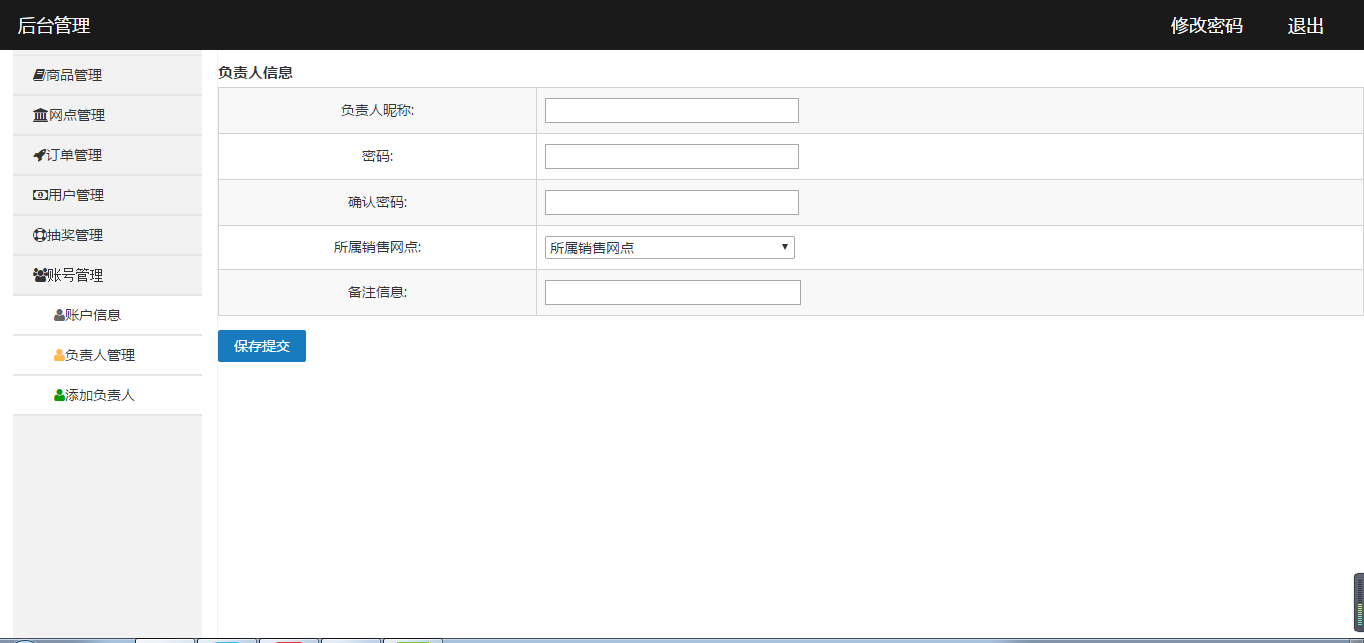 后台管理 修改密码 退出
商品管理
网点管理
订单管理
用户管理
抽奖管理
账号管理
账户信息
负责人管理
添加负责人
负责人信息
负责人昵称:
密码:
确认密码:
所属销售网点: 所属销售网点
备注信息:
保存提交